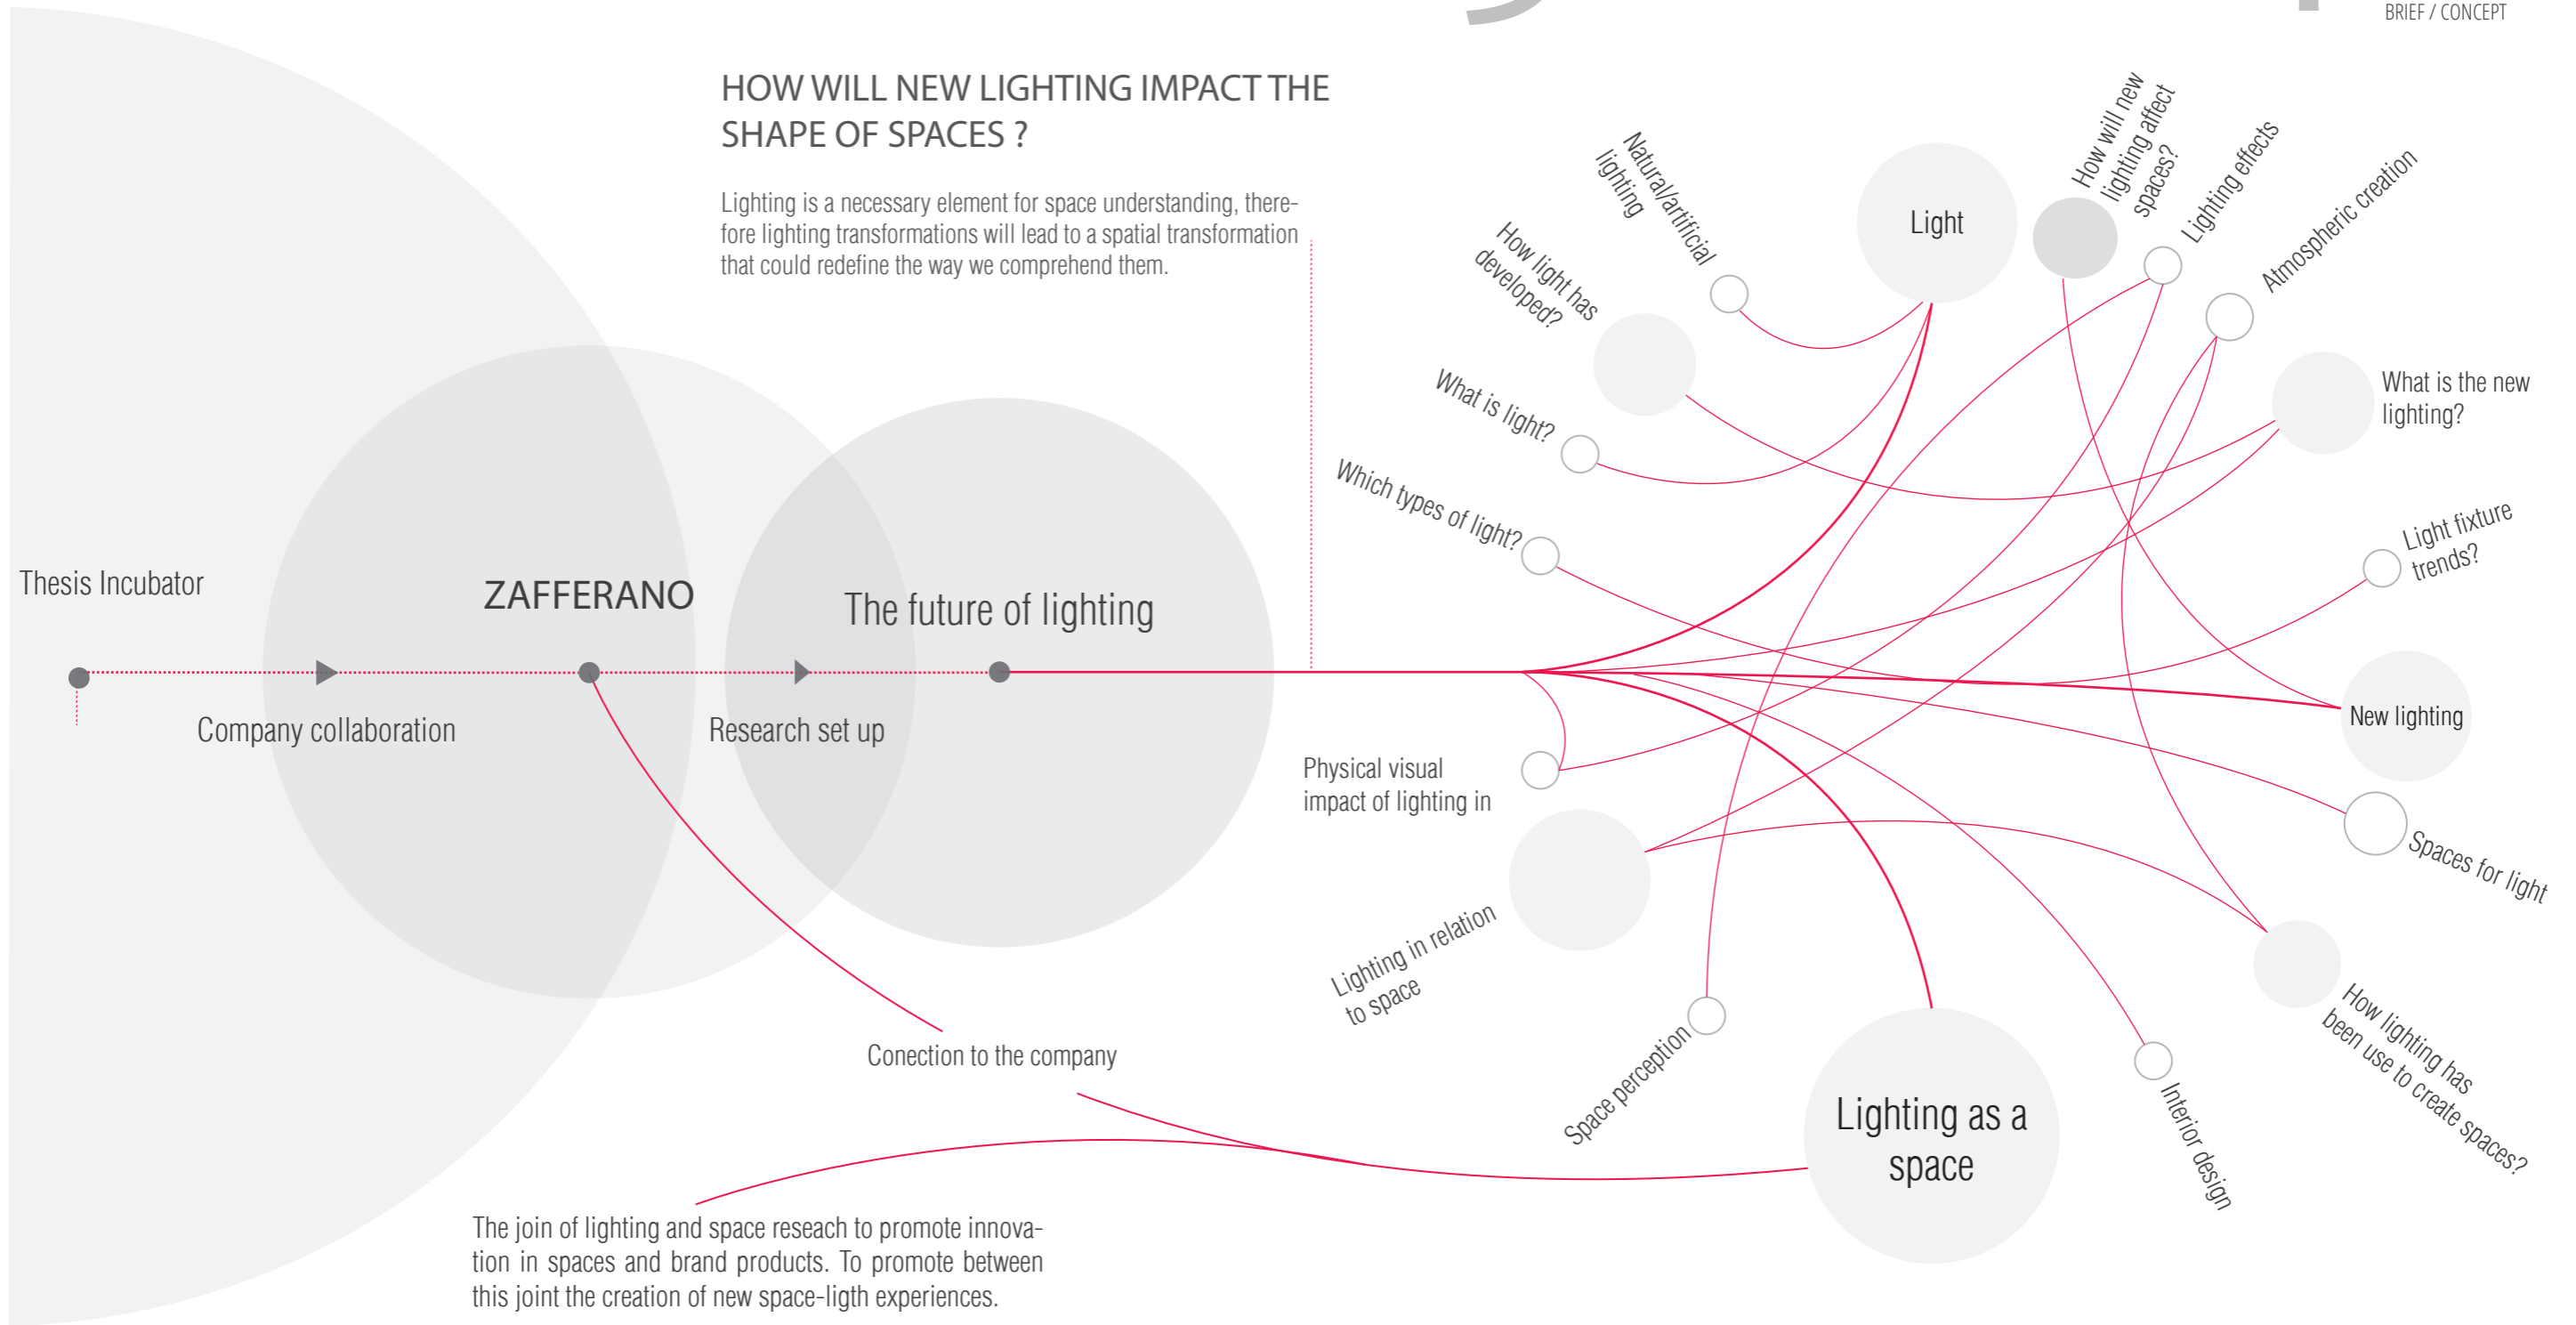 BRIEF / CONCEPT
HOW WILL NEW LIGHTING IMPACT THE
SHAPE OF SPACES ?
Lighting is a necessary element for space understanding, there-
fore lighting transformations will lead to a spatial transformation
that could redefine the way we comprehend them.
Thesis Incubator
ZAFFERANO
The future of lighting
Company collaboration
Research set up
Conection to the company
The join of lighting and space reseach to promote innova-
tion in spaces and brand products. To promote between
this joint the creation of new space-ligth experiences.
Light
How will new
lighting affect
spaces?
Lighting effects
Atmospheric creation
What is the new
lighting?
Light fixture
trends?
New lighting
Spaces for light
How lighting has
been use to create spaces?
Interior design
Lighting as a
space
Space perception
Lighting in relation
to space
Physical visual
impact of lighting in
Which types of light?
What is light?
How light has
developed?
Natural/artificial
lighting